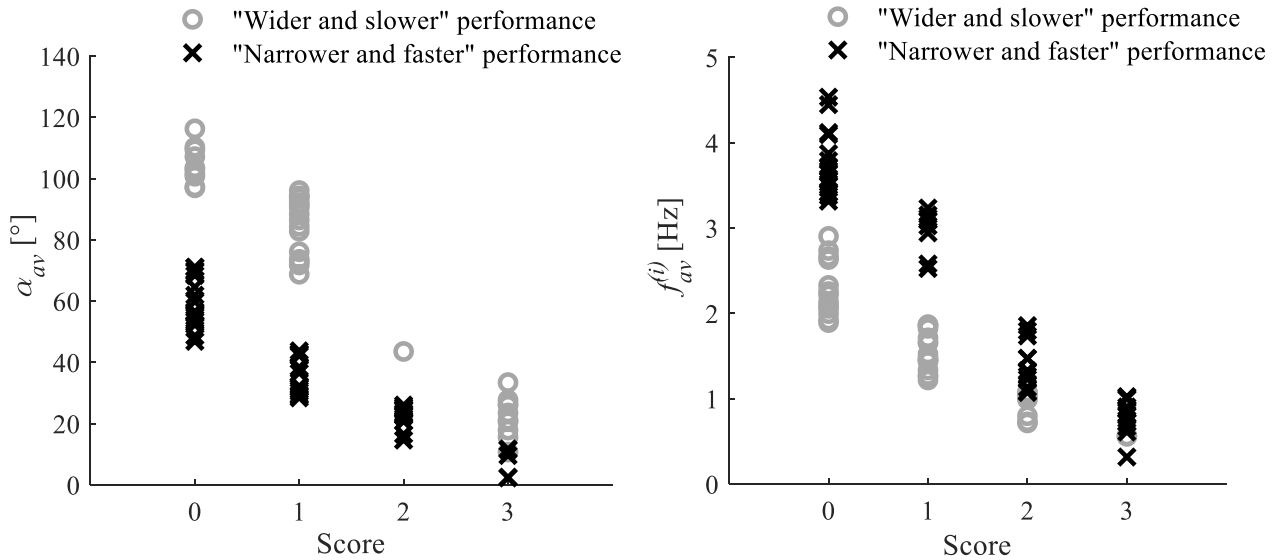 "Wider and slower" performance
"Narrower and faster" performance
140
120
100
80
60
40
20
0
α_av [°]
0 1 2 3
Score
"Wider and slower" performance
"Narrower and faster" performance
5
4
3
2
1
0
f_av^(i) [Hz]
0 1 2 3
Score